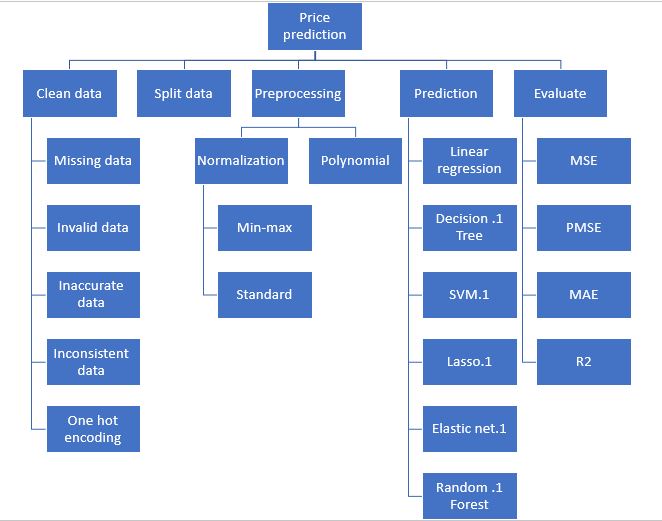 Price
prediction
Clean data
Split data
Preprocessing
Prediction
Evaluate
Missing data
Invalid data
Inaccurate
data
Inconsistent
data
One hot
encoding
Normalization
Polynomial
Min-max
Standard
Linear
regression
Decision .1
Tree
SVM.1
Lasso.1
Elastic net.1
Random .1
Forest
MSE
PMSE
MAE
R2